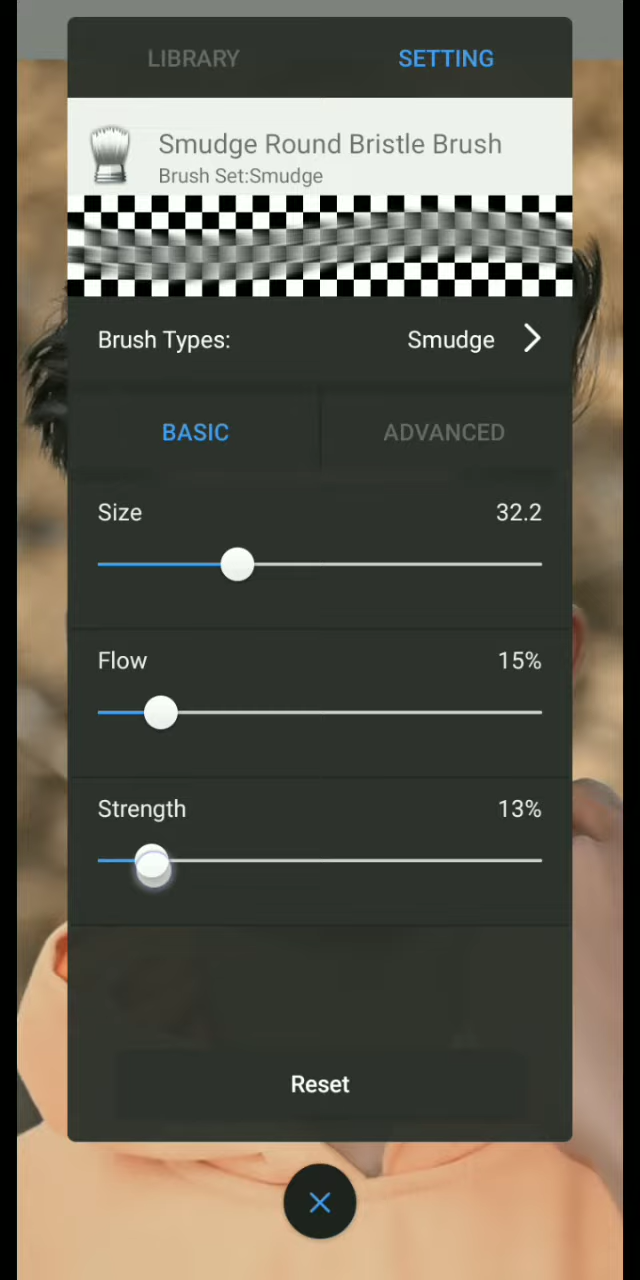 LIBRARY SETTING
Smudge Round Bristle Brush
Brush Set:Smudge
Brush Types: Smudge
BASIC ADVANCED
Size 32.2
Flow 15%
Strength 13%
Reset